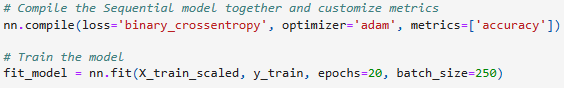 # Compile the Sequential model together and customize metrics
nn.compile(loss='binary_crossentropy', optimizer='adam', metrics=['accuracy'])
# Train the model
fit_model = nn.fit(X_train_scaled, y_train, epochs=20, batch_size=250)